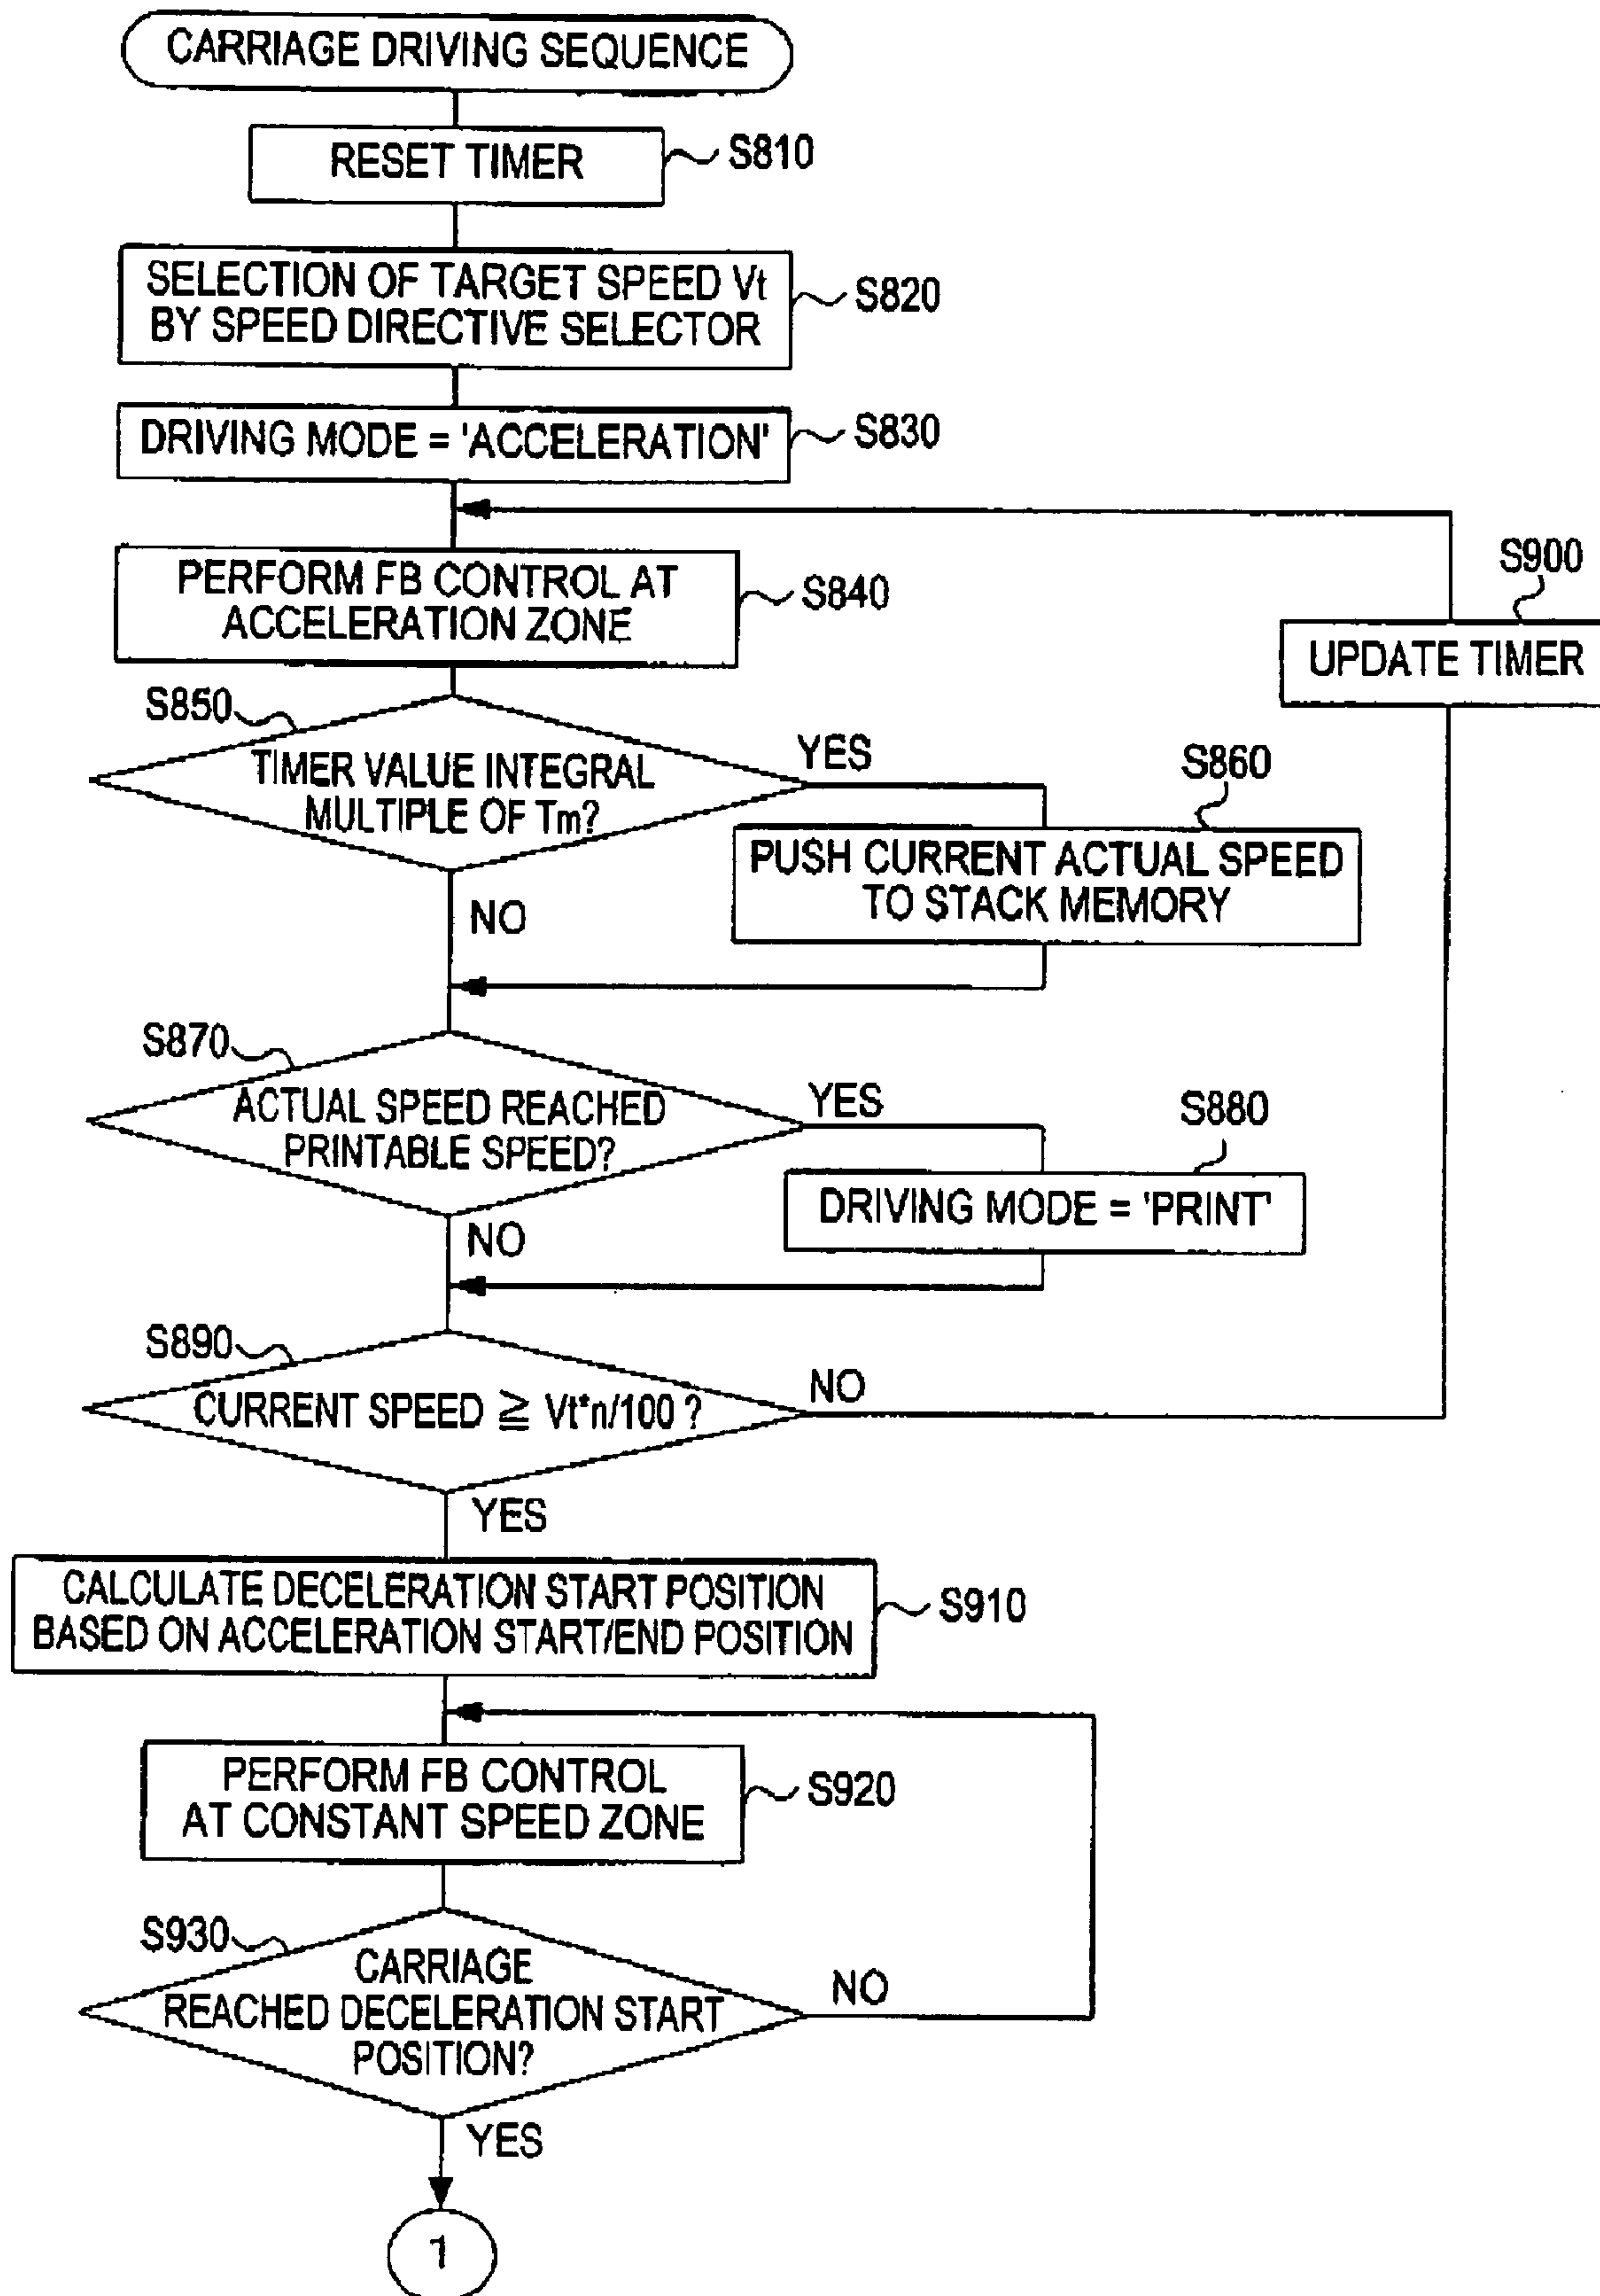 CARRIAGE DRIVING SEQUENCE
RESET TIMER
S810
SELECTION OF TARGET SPEED Vt
BY SPEED DIRECTIVE SELECTOR
S820
DRIVING MODE = 'ACCELERATION'
S830
PERFORM FB CONTROL AT
ACCELERATION ZONE
S840
S900
UPDATE TIMER
S850
TIMER VALUE INTEGRAL
MULTIPLE OF Tm?
YES
NO
S860
PUSH CURRENT ACTUAL SPEED
TO STACK MEMORY
S870
ACTUAL SPEED REACHED
PRINTABLE SPEED?
YES
NO
S880
DRIVING MODE = 'PRINT'
S890
CURRENT SPEED ≧ Vt*n/100 ?
NO
YES
CALCULATE DECELERATION START POSITION
BASED ON ACCELERATION START/END POSITION
S910
PERFORM FB CONTROL
AT CONSTANT SPEED ZONE
S920
S930
CARRIAGE
REACHED DECELERATION START
POSITION?
NO
YES
1